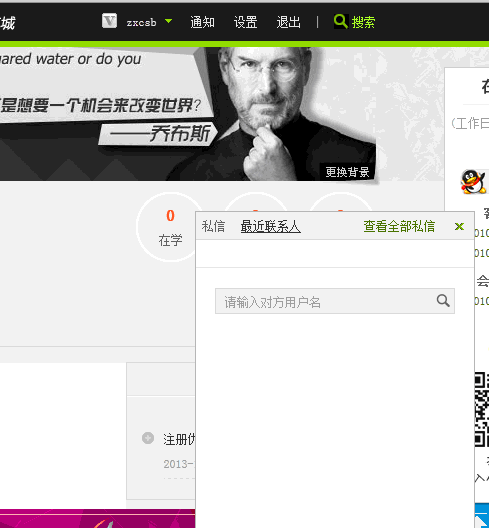 城 zxcsb 通知 设置 退出 | 搜索
ared water or do you
是想要一个机会来改变世界?
——乔布斯
更换背景
(工作日
0
在学
私信 最近联系人 查看全部私信 ×
请输入对方用户名
010
010
会
010
注册优
2013-